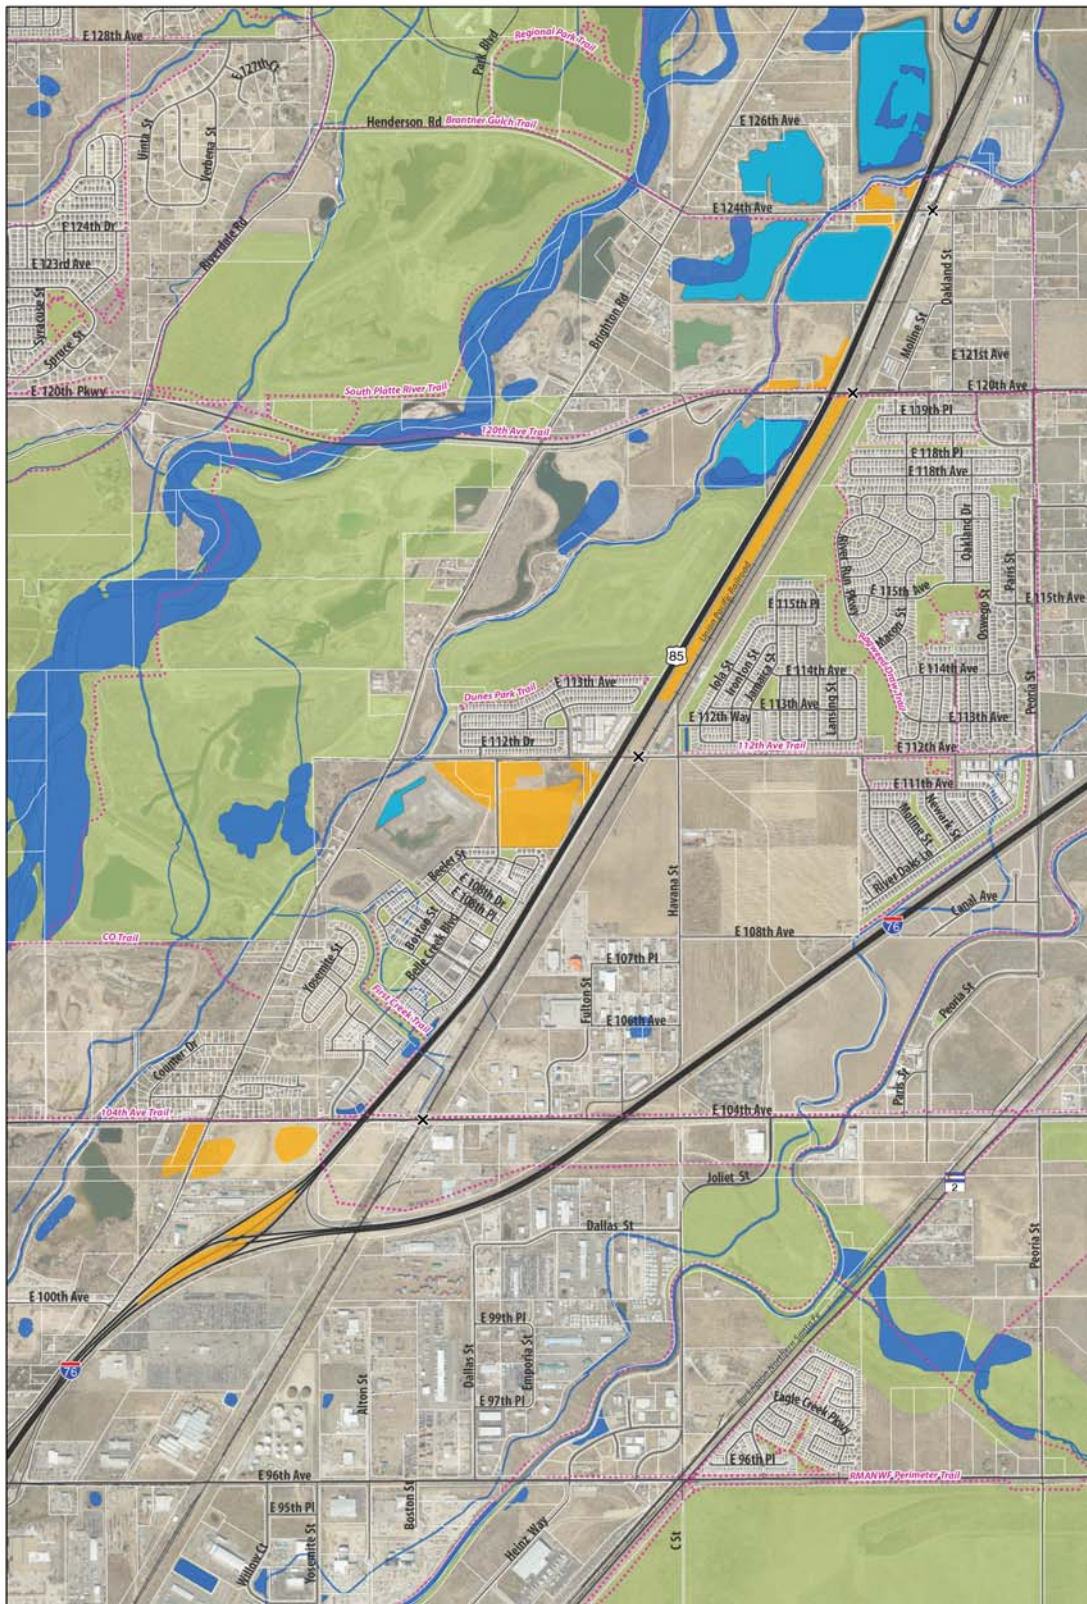 E 128th Ave
Park Blvd
Regional Park Trail
E 127th Ct
Uinta St
Verbena St
Henderson Rd
Brantner Gulch Trail
E 126th Ave
E 124th Ave
E 124th Dr
Riverdale Rd
E 123rd Ave
Oakland St
Syracuse St
Spruce St
Brighton Rd
Moline St
E 121st Ave
E 120th Pkwy
South Platte River Trail
E 120th Ave
120th Ave Trail
E 119th Pl
E 118th Pl
E 118th Ave
Oakland Dr
River Run Pkwy
Paris St
Union Pacific Railroad
E 115th Ave
E 115th Ave
E 115th Pl
Macon St
Oswego St
85
Iola St
Ironton St
Jamaica St
E 114th Ave
E 114th Ave
Peoria St
Dunes Park Trail
E 113th Ave
E 113th Ave
E 113th Ave
Lansing St
E 112th Way
E 112th Dr
112th Ave Trail
E 112th Ave
E 111th Ave
Newark St
Moline St
River Oaks Ln
Beeler St
E 108th Dr
E 108th Pl
Havana St
Canal Ave
Boston St
Belle Creek Blvd
76
E 108th Ave
CO Trail
Yosemite St
E 107th Pl
Fulton St
First Creek Trail
E 106th Ave
Peoria St
Counter Dr
Paris St
104th Ave Trail
E 104th Ave
Joliet St
2
Dallas St
Peoria St
E 100th Ave
E 99th Pl
Dallas St
Emporia St
Burlington Northern Santa Fe
76
Alton St
E 97th Pl
Eagle Creek Pkwy
E 96th Pl
E 96th Ave
RMANWF Perimeter Trail
E 95th Pl
Boston St
Willow Ct
Yosemite St
Heinz Way
C St